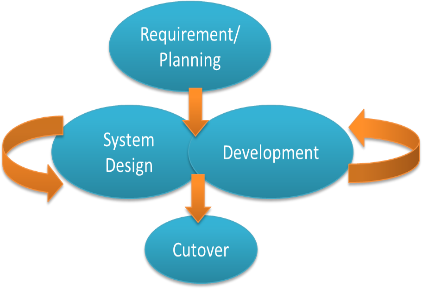 Requirement/
Planning
System
Design
Development
Cutover